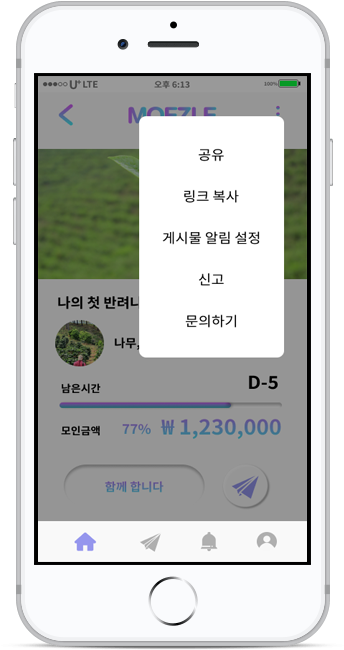 U+ LTE 오후 6:13 100%
MOEZLE
공유
링크 복사
게시물 알림 설정
신고
문의하기
나의 첫 반려나
나무,
남은시간 D-5
모인금액 77% ₩ 1,230,000
함께 합니다